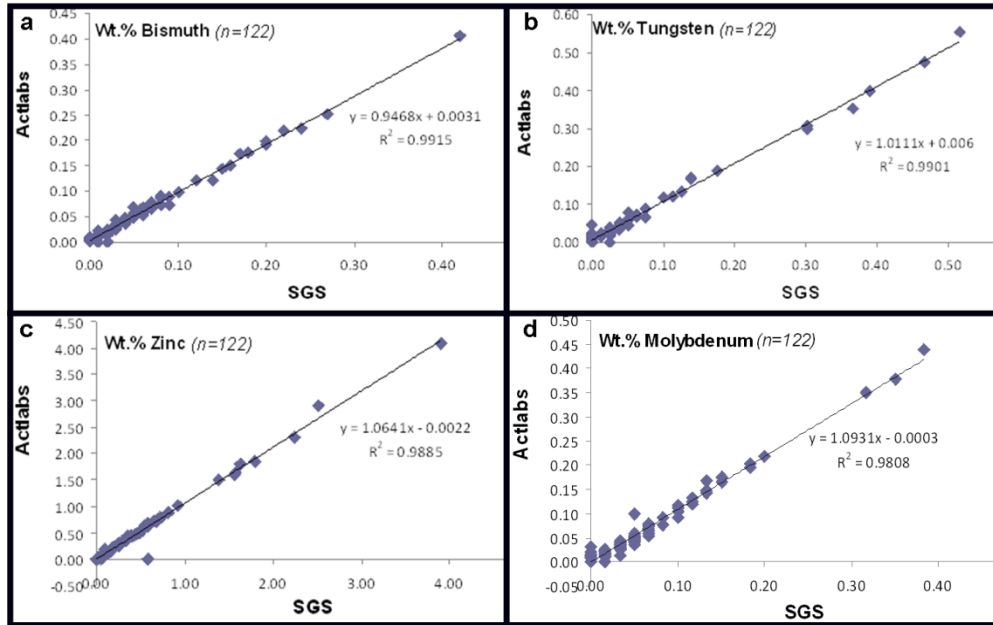 a
Wt.% Bismuth (n=122)
0.45
0.40
0.35
0.30
0.25
0.20
0.15
0.10
0.05
0.00
Actlabs
y = 0.9468x + 0.0031
R² = 0.9915
0.00 0.10 0.20 0.30 0.40
SGS
b
Wt.% Tungsten (n=122)
0.60
0.50
0.40
0.30
0.20
0.10
0.00
Actlabs
y = 1.0111x + 0.006
R² = 0.9901
0.00 0.10 0.20 0.30 0.40 0.50
SGS
c
Wt.% Zinc (n=122)
4.50
4.00
3.50
3.00
2.50
2.00
1.50
1.00
0.50
0.00
-0.50
Actlabs
y = 1.0641x - 0.0022
R² = 0.9885
0.00 1.00 2.00 3.00 4.00
SGS
d
Wt.% Molybdenum (n=122)
0.50
0.45
0.40
0.35
0.30
0.25
0.20
0.15
0.10
0.05
0.00
-0.05
Actlabs
y = 1.0931x - 0.0003
R² = 0.9808
0.00 0.10 0.20 0.30 0.40
SGS